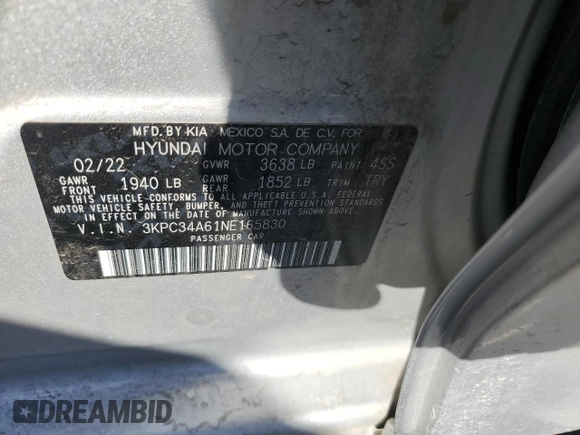 MFD. BY KIA MEXICO S.A. DE C.V. FOR
HYUNDAI MOTOR COMPANY
02/22 GVWR 3638 LB PAINT 4SS
GAWR FRONT 1940 LB GAWR REAR 1852 LB TRIM TRY
THIS VEHICLE CONFORMS TO ALL APPLICABLE U.S.A. FEDERAL
MOTOR VEHICLE SAFETY, BUMPER, AND THEFT PREVENTION STANDARDS
IN EFFECT ON THE DATE OF MANUFACTURE SHOWN ABOVE.
V.I.N. 3KPC34A61NE165830
PASSENGER CAR
DREAMBID